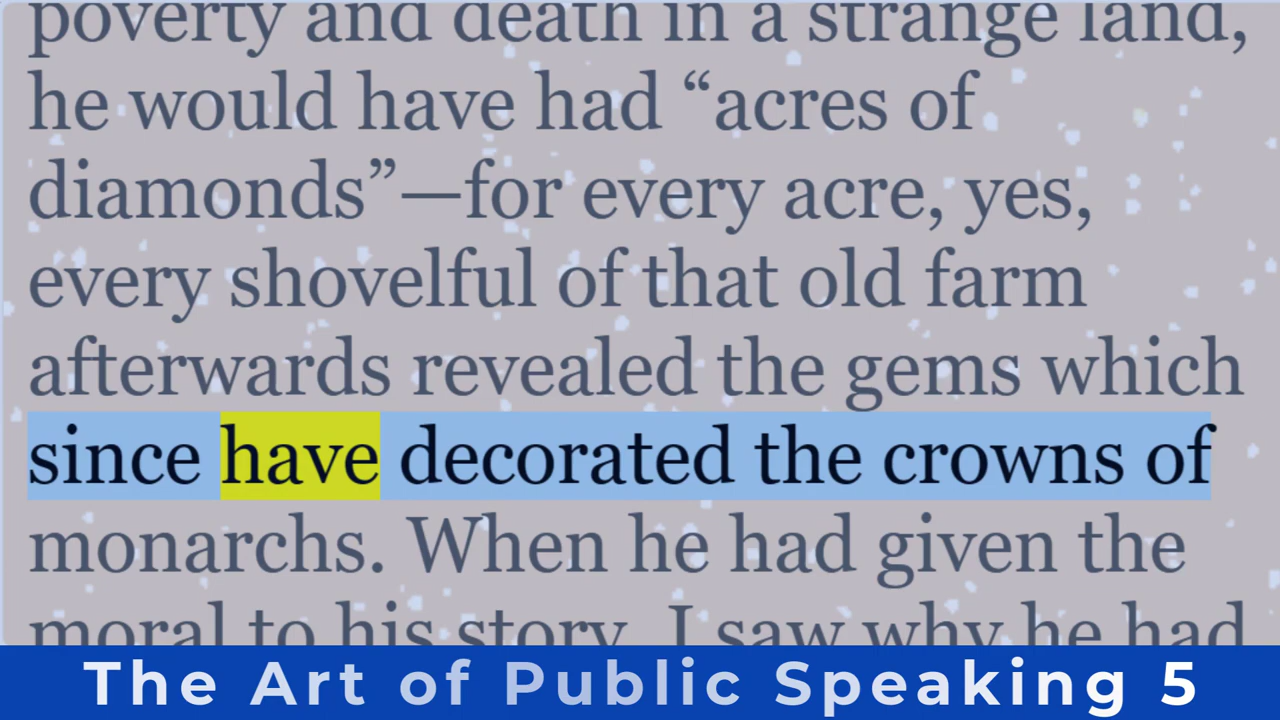 poverty and death in a strange land,
he would have had “acres of
diamonds”—for every acre, yes,
every shovelful of that old farm
afterwards revealed the gems which
since have decorated the crowns of
monarchs. When he had given the
moral to his story, I saw why he had
The Art of Public Speaking 5